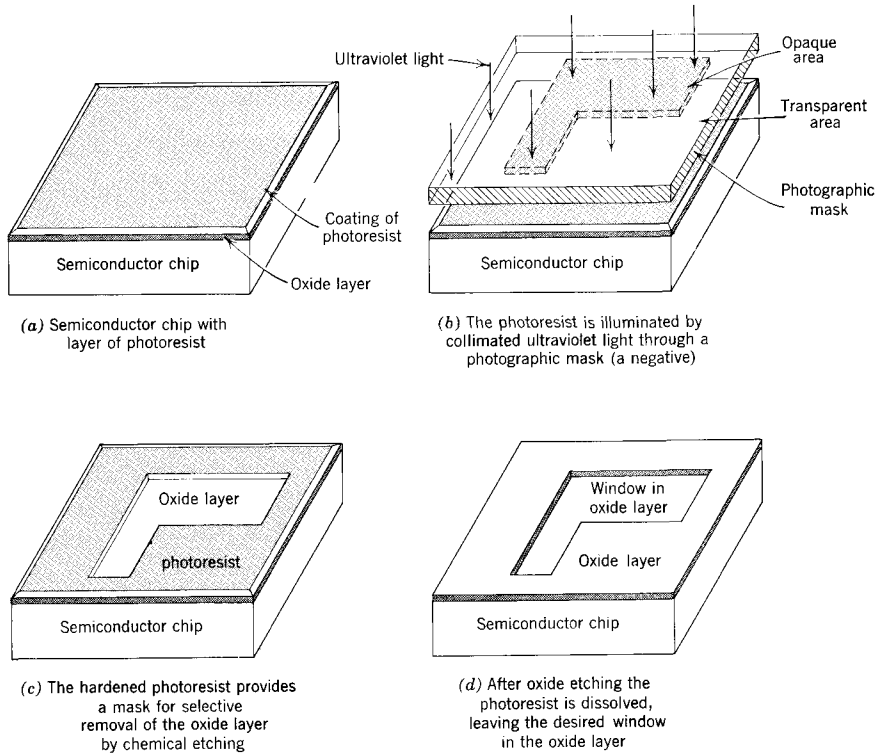 Ultraviolet light
Opaque
area
Transparent
area
Photographic
mask
Coating of
photoresist
Oxide layer
Semiconductor chip
Semiconductor chip
(a) Semiconductor chip with
layer of photoresist
(b) The photoresist is illuminated by
collimated ultraviolet light through a
photographic mask (a negative)
Oxide layer
photoresist
Semiconductor chip
Window in
oxide layer
Oxide layer
Semiconductor chip
(c) The hardened photoresist provides
a mask for selective
removal of the oxide layer
by chemical etching
(d) After oxide etching the
photoresist is dissolved,
leaving the desired window
in the oxide layer